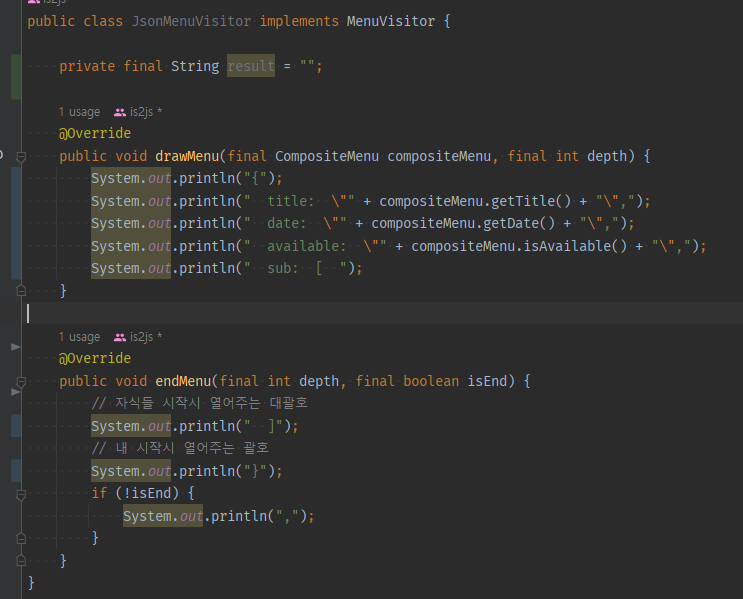 is2js
public class JsonMenuVisitor implements MenuVisitor {
private final String result = "";
1 usage is2js *
@Override
public void drawMenu(final CompositeMenu compositeMenu, final int depth) {
System.out.println("{");
System.out.println("  title:  \"" + compositeMenu.getTitle() + "\",");
System.out.println("  date:  \"" + compositeMenu.getDate() + "\",");
System.out.println("  available:  \"" + compositeMenu.isAvailable() + "\",");
System.out.println("  sub:  [  ");
}
1 usage is2js *
@Override
public void endMenu(final int depth, final boolean isEnd) {
// 자식들 시작시 열어주는 대괄호
System.out.println("  ]");
// 내 시작시 열어주는 괄호
System.out.println("}");
if (!isEnd) {
System.out.println(",");
}
}
}